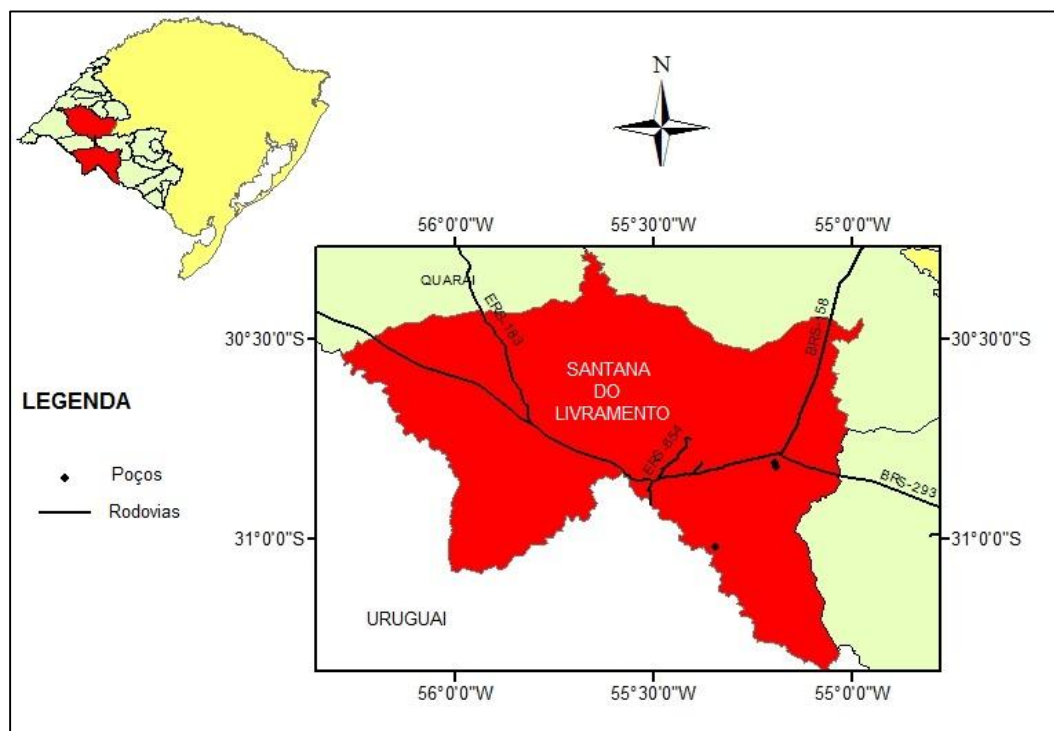 N
56°0'0"W
55°30'0"W
55°0'0"W
QUARAI
ERS-183
BRS-158
30°30'0"S
30°30'0"S
SANTANA
DO
LIVRAMENTO
LEGENDA
ERS-654
Poços
BRS-293
Rodovias
31°0'0"S
31°0'0"S
URUGUAI
56°0'0"W
55°30'0"W
55°0'0"W